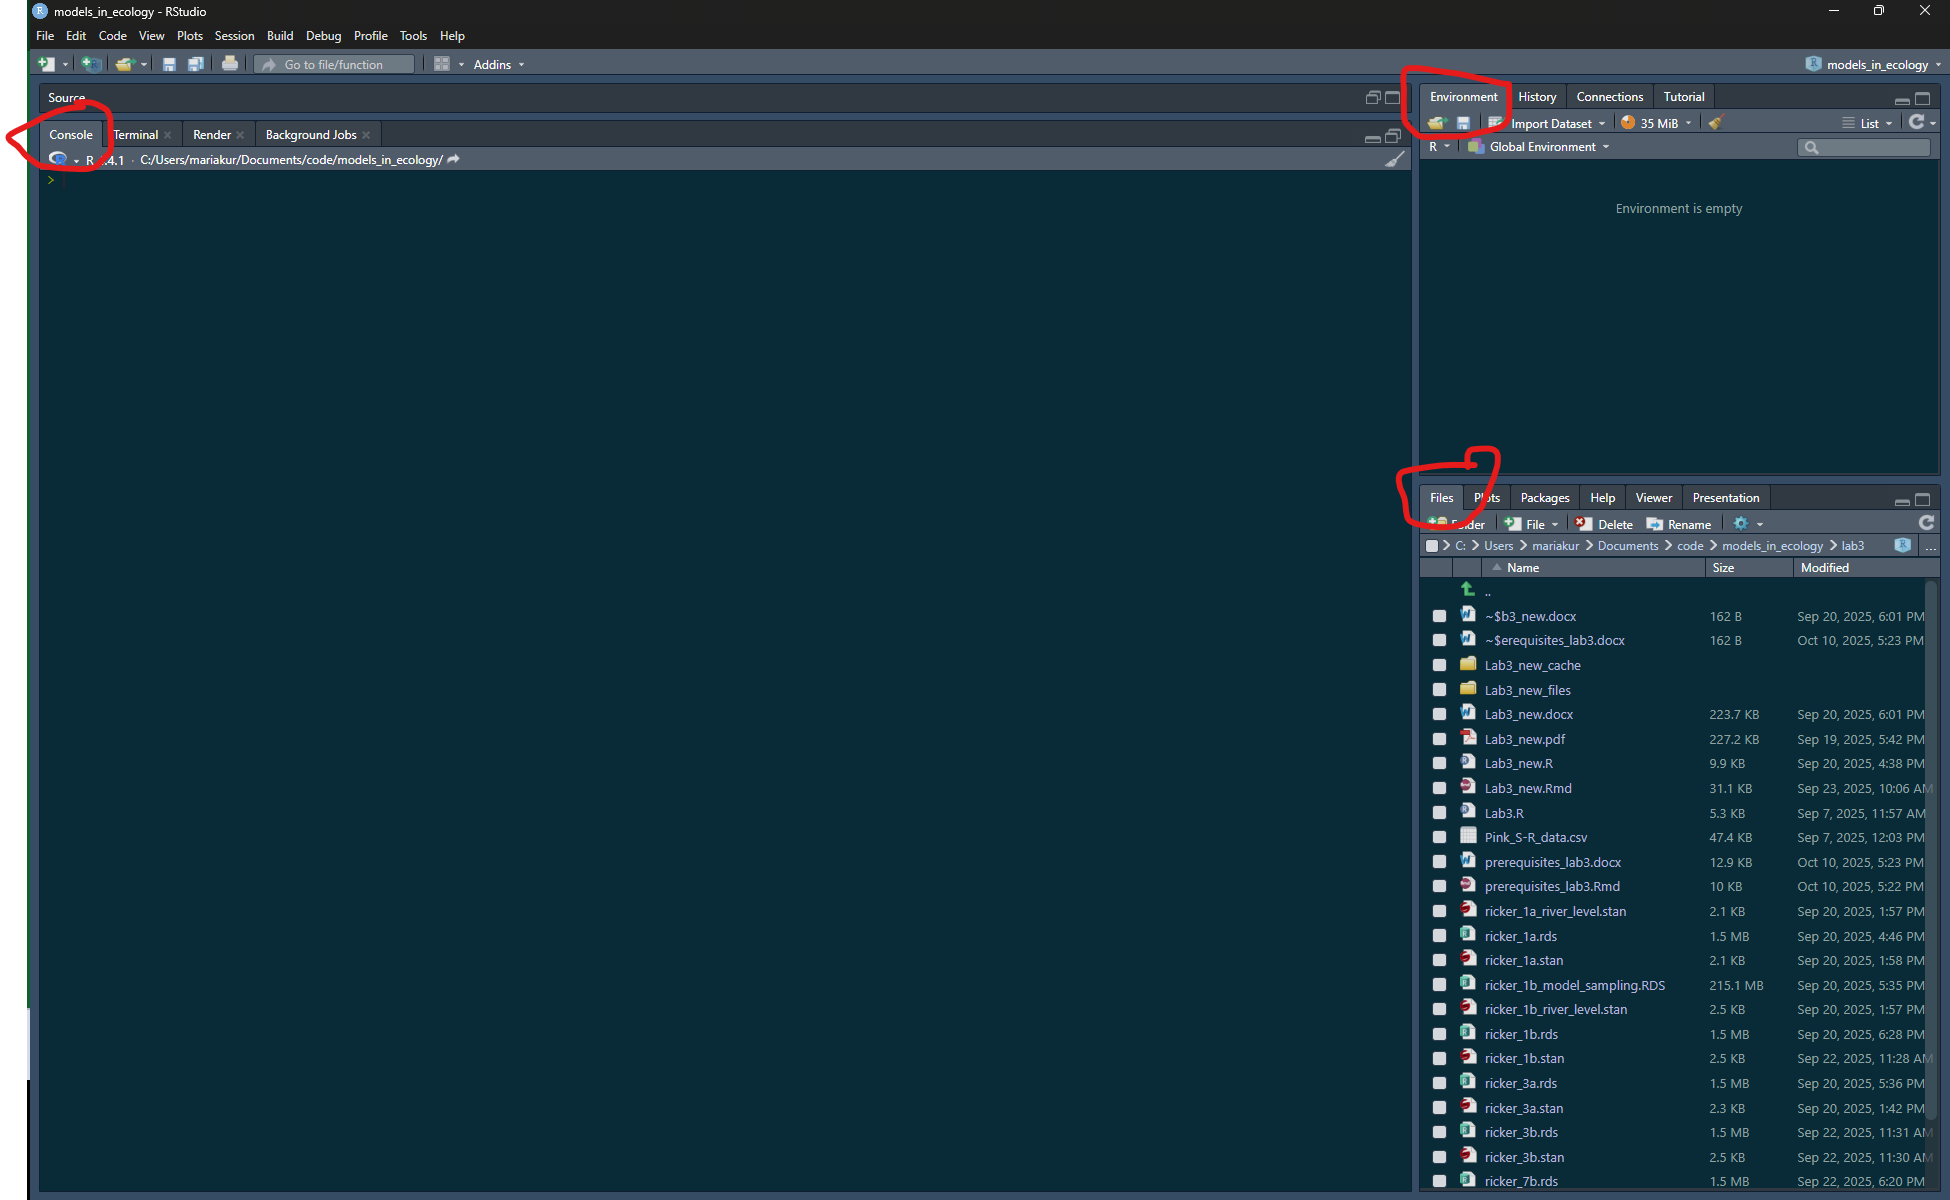 models_in_ecology - RStudio
File Edit Code View Plots Session Build Debug Profile Tools Help
Go to file/function Addins models_in_ecology
Source
Console Terminal Render Background Jobs
R 4.1 · C:/Users/mariakur/Documents/code/models_in_ecology/
>
Environment History Connections Tutorial
Import Dataset 35 MiB List
R Global Environment
Environment is empty
Files Plots Packages Help Viewer Presentation
Folder File Delete Rename
C: Users mariakur Documents code models_in_ecology lab3 ...
Name Size Modified
..
~$b3_new.docx 162 B Sep 20, 2025, 6:01 PM
~$erequisites_lab3.docx 162 B Oct 10, 2025, 5:23 PM
Lab3_new_cache
Lab3_new_files
Lab3_new.docx 223.7 KB Sep 20, 2025, 6:01 PM
Lab3_new.pdf 227.2 KB Sep 19, 2025, 5:42 PM
Lab3_new.R 9.9 KB Sep 20, 2025, 4:38 PM
Lab3_new.Rmd 31.1 KB Sep 23, 2025, 10:06 AM
Lab3.R 5.3 KB Sep 7, 2025, 11:57 AM
Pink_S-R_data.csv 47.4 KB Sep 7, 2025, 12:03 PM
prerequisites_lab3.docx 12.9 KB Oct 10, 2025, 5:23 PM
prerequisites_lab3.Rmd 10 KB Oct 10, 2025, 5:22 PM
ricker_1a_river_level.stan 2.1 KB Sep 20, 2025, 1:57 PM
ricker_1a.rds 1.5 MB Sep 20, 2025, 4:46 PM
ricker_1a.stan 2.1 KB Sep 20, 2025, 1:58 PM
ricker_1b_model_sampling.RDS 215.1 MB Sep 20, 2025, 5:35 PM
ricker_1b_river_level.stan 2.5 KB Sep 20, 2025, 1:57 PM
ricker_1b.rds 1.5 MB Sep 20, 2025, 6:28 PM
ricker_1b.stan 2.5 KB Sep 22, 2025, 11:28 AM
ricker_3a.rds 1.5 MB Sep 20, 2025, 5:36 PM
ricker_3a.stan 2.3 KB Sep 20, 2025, 1:42 PM
ricker_3b.rds 1.5 MB Sep 22, 2025, 11:31 AM
ricker_3b.stan 2.5 KB Sep 22, 2025, 11:30 AM
ricker_7b.rds 1.5 MB Sep 22, 2025, 6:20 PM